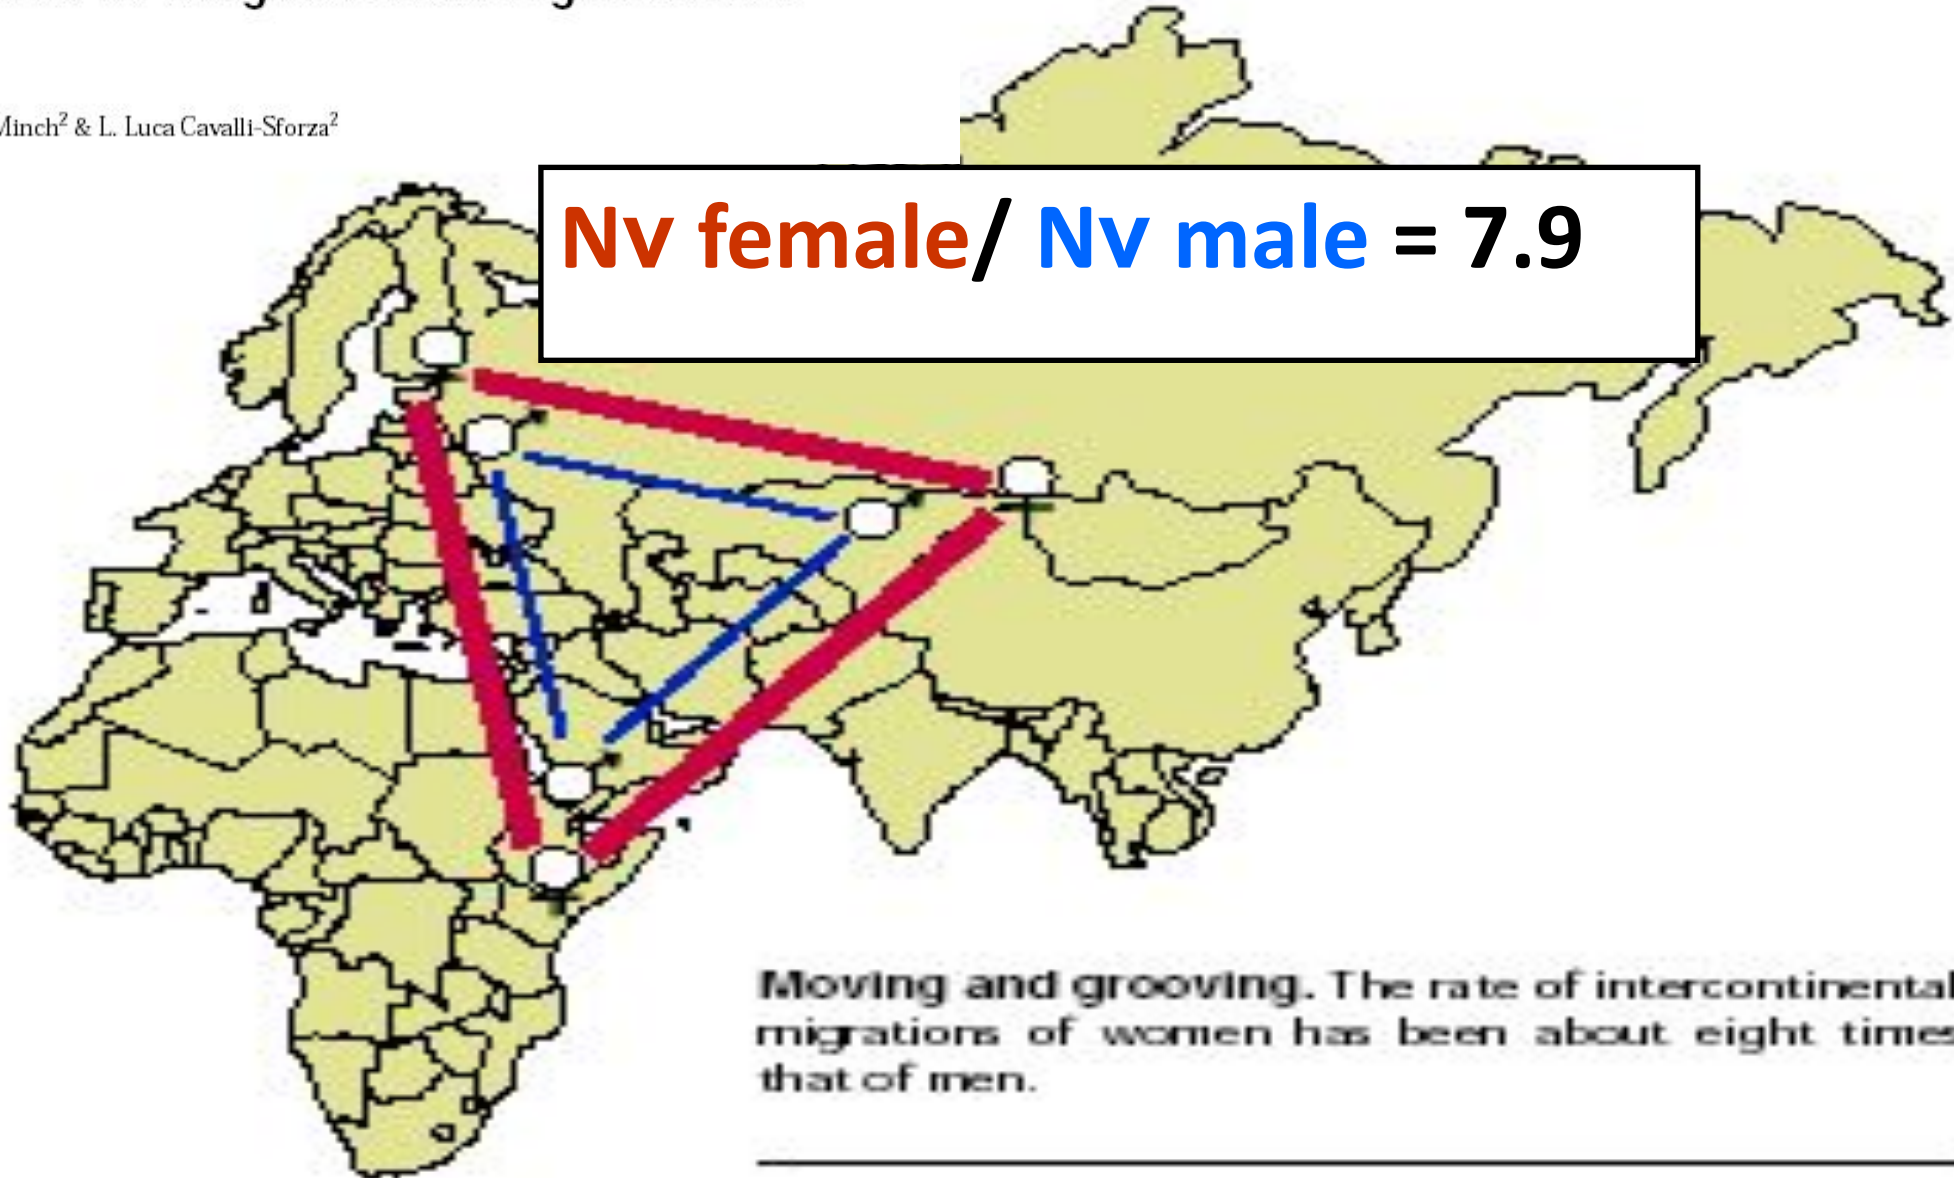 Minch² & L. Luca Cavalli-Sforza²
Nv female/ Nv male = 7.9
Moving and grooving. The rate of intercontinental
migrations of women has been about eight times
that of men.